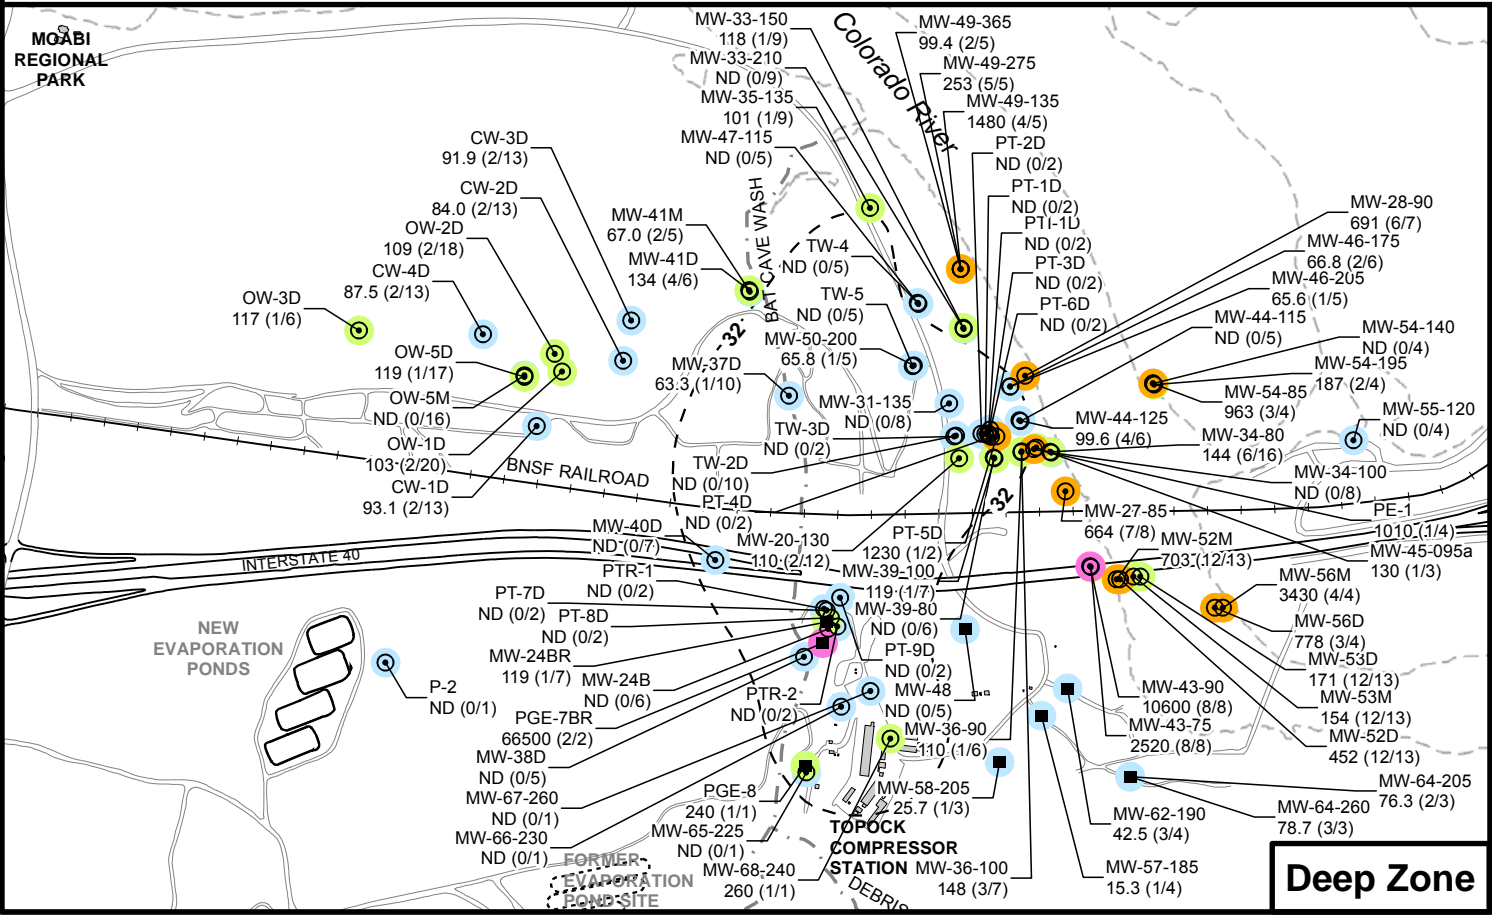 MOABI
REGIONAL
PARK
MW-33-150
118 (1/9)
MW-33-210
ND (0/9)
MW-35-135
101 (1/9)
MW-47-115
ND (0/5)
Colorado River
MW-49-365
99.4 (2/5)
MW-49-275
253 (5/5)
MW-49-135
1480 (4/5)
PT-2D
ND (0/2)
PT-1D
ND (0/2)
PTI-1D
ND (0/2)
PT-3D
ND (0/2)
PT-6D
ND (0/2)
CW-3D
91.9 (2/13)
CW-2D
84.0 (2/13)
OW-2D
109 (2/18)
CW-4D
87.5 (2/13)
OW-3D
117 (1/6)
OW-5D
119 (1/17)
OW-5M
ND (0/16)
OW-1D
103 (2/20)
CW-1D
93.1 (2/13)
MW-41M
67.0 (2/5)
MW-41D
134 (4/6)
BAT CAVE WASH
TW-4
ND (0/5)
TW-5
ND (0/5)
MW-50-200
65.8 (1/5)
MW-37D
63.3 (1/10)
MW-31-135
ND (0/8)
TW-3D
ND (0/2)
TW-2D
ND (0/10)
PT-4D
ND (0/2)
MW-20-130
110 (2/12)
32
32
MW-28-90
691 (6/7)
MW-46-175
66.8 (2/6)
MW-46-205
65.6 (1/5)
MW-44-115
ND (0/5)
MW-54-140
ND (0/4)
MW-54-195
187 (2/4)
MW-54-85
963 (3/4)
MW-55-120
ND (0/4)
MW-44-125
99.6 (4/6)
MW-34-80
144 (6/16)
MW-34-100
ND (0/8)
PE-1
1010 (1/4)
MW-45-095a
130 (1/3)
MW-27-85
664 (7/8)
MW-52M
703 (12/13)
MW-56M
3430 (4/4)
MW-56D
778 (3/4)
MW-53D
171 (12/13)
MW-53M
154 (12/13)
MW-52D
452 (12/13)
MW-43-90
10600 (8/8)
MW-43-75
2520 (8/8)
BNSF RAILROAD
INTERSTATE 40
MW-40D
ND (0/7)
PTR-1
ND (0/2)
PT-7D
ND (0/2)
PT-8D
ND (0/2)
MW-24BR
119 (1/7)
MW-24B
ND (0/6)
PGE-7BR
66500 (2/2)
MW-38D
ND (0/5)
MW-67-260
ND (0/1)
MW-66-230
ND (0/1)
PT-5D
1230 (1/2)
MW-39-100
119 (1/7)
MW-39-80
ND (0/6)
PT-9D
ND (0/2)
MW-48
ND (0/5)
PTR-2
ND (0/2)
MW-36-90
110 (1/6)
PGE-8
240 (1/1)
MW-65-225
ND (0/1)
MW-68-240
260 (1/1)
MW-58-205
25.7 (1/3)
TOPOCK
COMPRESSOR
STATION
MW-36-100
148 (3/7)
MW-62-190
42.5 (3/4)
MW-57-185
15.3 (1/4)
MW-64-205
76.3 (2/3)
MW-64-260
78.7 (3/3)
NEW
EVAPORATION
PONDS
P-2
ND (0/1)
FORMER
EVAPORATION
POND SITE
DEBRIS
Deep Zone